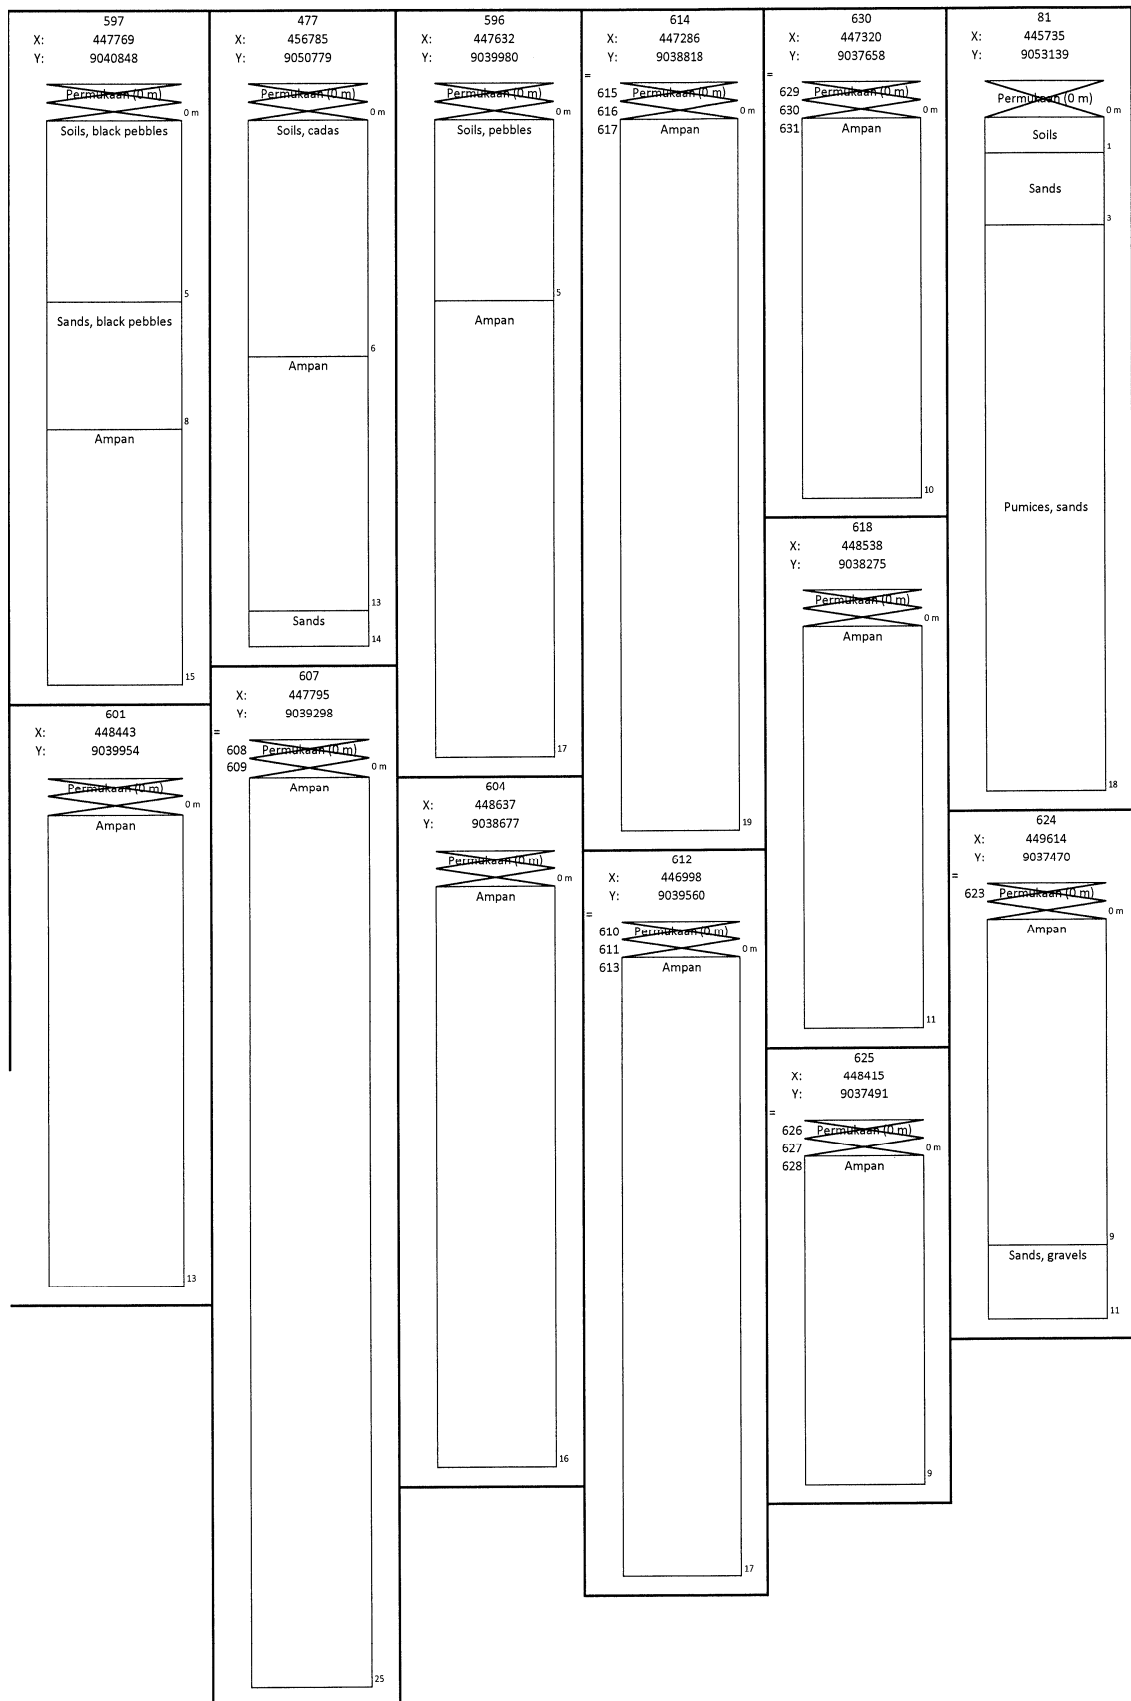 597
X: 447769
Y: 9040848
Permukaan (0 m)
0 m
Soils, black pebbles
5
Sands, black pebbles
8
Ampan
15
601
X: 448443
Y: 9039954
Permukaan (0 m)
0 m
Ampan
13
477
X: 456785
Y: 9050779
Permukaan (0 m)
0 m
Soils, cadas
6
Ampan
13
Sands
14
607
X: 447795
Y: 9039298
=
608 Permukaan (0 m)
609 0 m
Ampan
25
596
X: 447632
Y: 9039980
Permukaan (0 m)
0 m
Soils, pebbles
5
Ampan
17
604
X: 448637
Y: 9038677
Permukaan (0 m)
0 m
Ampan
16
614
X: 447286
Y: 9038818
=
615 Permukaan (0 m)
616 0 m
617 Ampan
19
612
X: 446998
Y: 9039560
=
610 Permukaan (0 m)
611 0 m
613 Ampan
17
630
X: 447320
Y: 9037658
=
629 Permukaan (0 m)
630 0 m
631 Ampan
10
618
X: 448538
Y: 9038275
Permukaan (0 m)
0 m
Ampan
11
625
X: 448415
Y: 9037491
=
626 Permukaan (0 m)
627 0 m
628 Ampan
9
81
X: 445735
Y: 9053139
Permukaan (0 m)
0 m
Soils
1
Sands
3
Pumices, sands
18
624
X: 449614
Y: 9037470
=
623 Permukaan (0 m)
0 m
Ampan
9
Sands, gravels
11